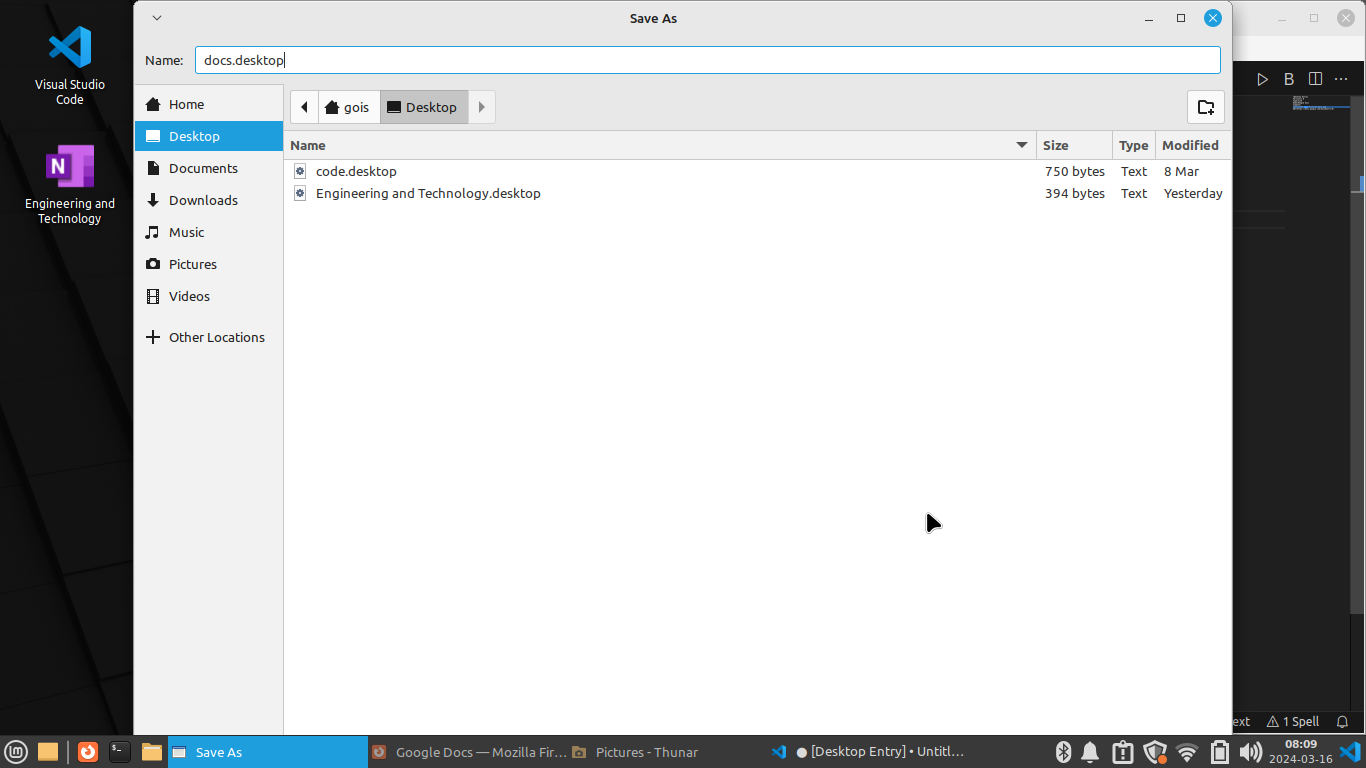 Visual Studio
Code
Engineering and
Technology
Save As
Name: docs.desktop
Home
Desktop
Documents
Downloads
Music
Pictures
Videos
Other Locations
gois Desktop
Name Size Type Modified
code.desktop 750 bytes Text 8 Mar
Engineering and Technology.desktop 394 bytes Text Yesterday
ext 1 Spell
Save As
Google Docs — Mozilla Fir...
Pictures - Thunar
● [Desktop Entry] • Untitl...
08:09
2024-03-16